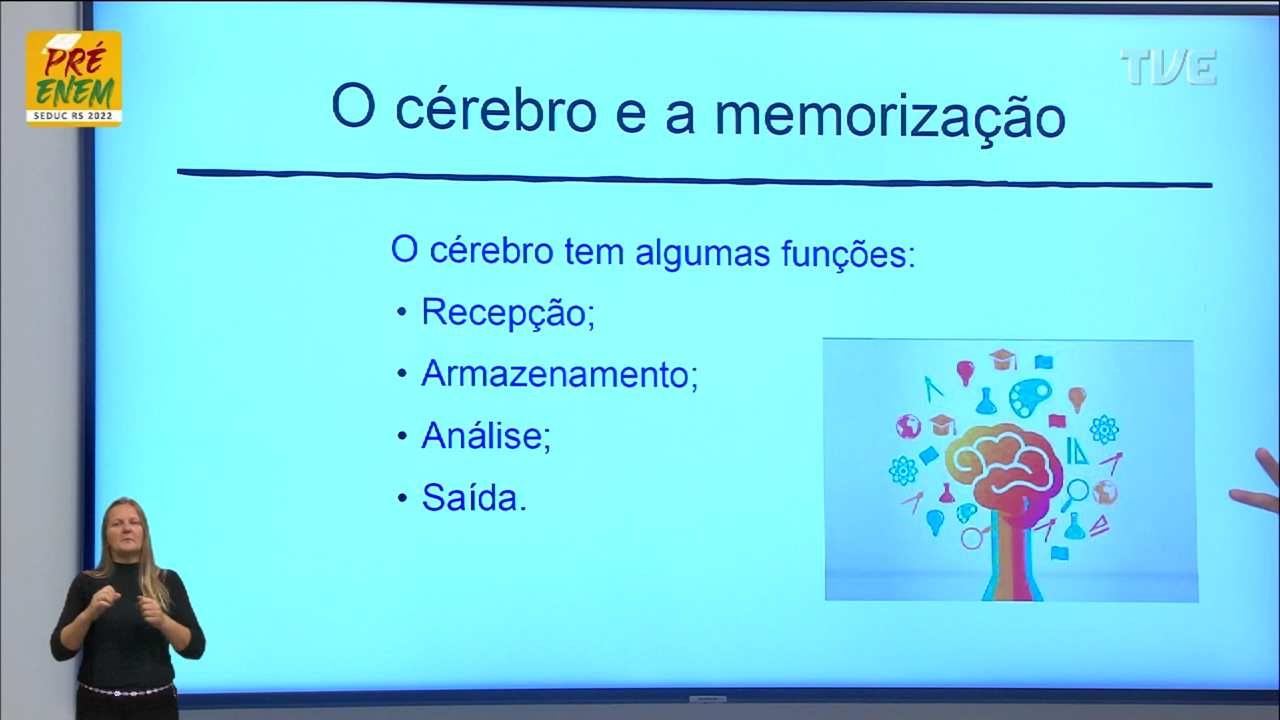 PRÉ
ENEM
SEDUC RS 2022
TVE
O cérebro e a memorização
O cérebro tem algumas funções:
• Recepção;
• Armazenamento;
• Análise;
• Saída.